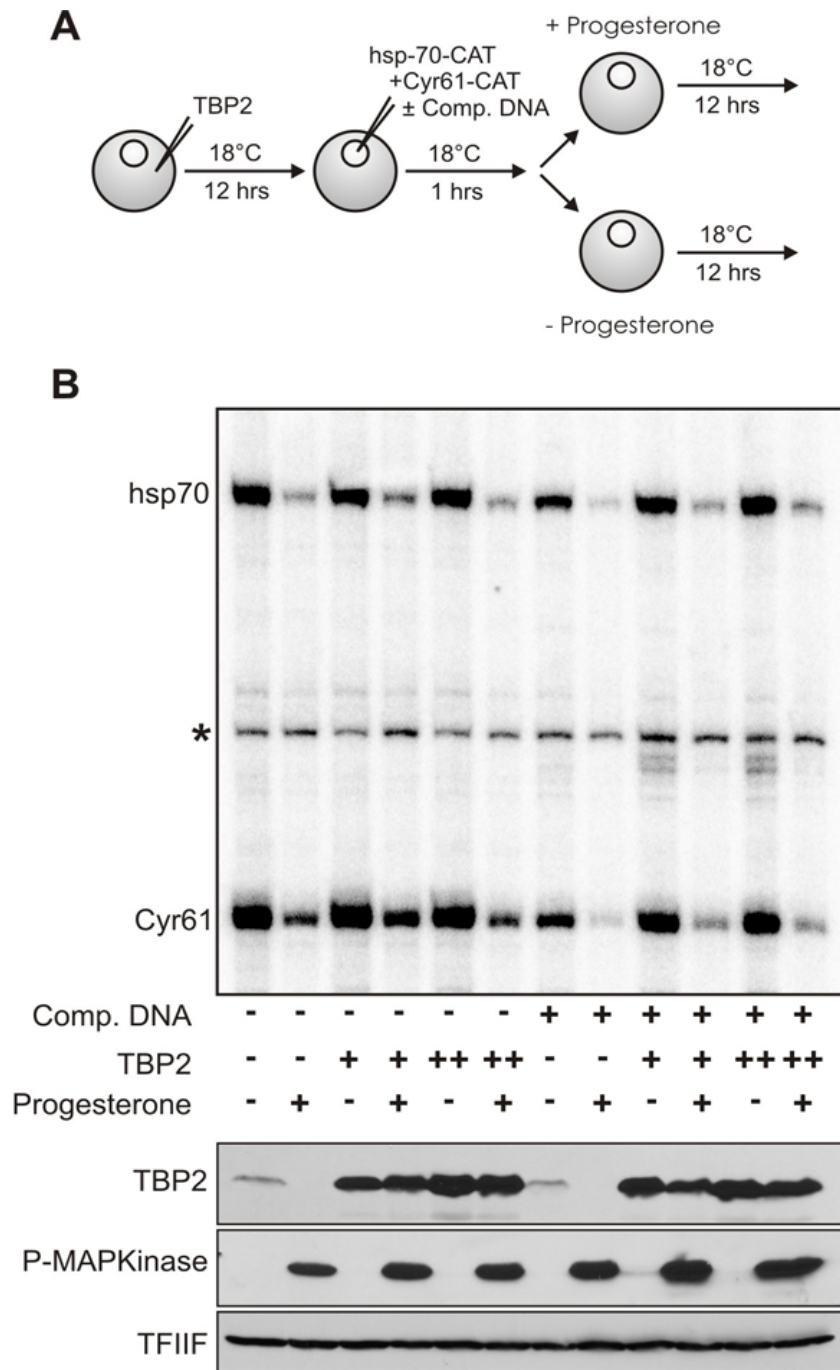 A
TBP2
18°C
12 hrs
hsp-70-CAT
+Cyr61-CAT
± Comp. DNA
18°C
1 hrs
+ Progesterone
18°C
12 hrs
18°C
12 hrs
- Progesterone
B
hsp70
*
Cyr61
Comp. DNA - - - - - - + + + + + +
TBP2 - - + + ++ ++ - - + + ++ ++
Progesterone - + - + - + - + - + - +
TBP2
P-MAPKinase
TFIIF